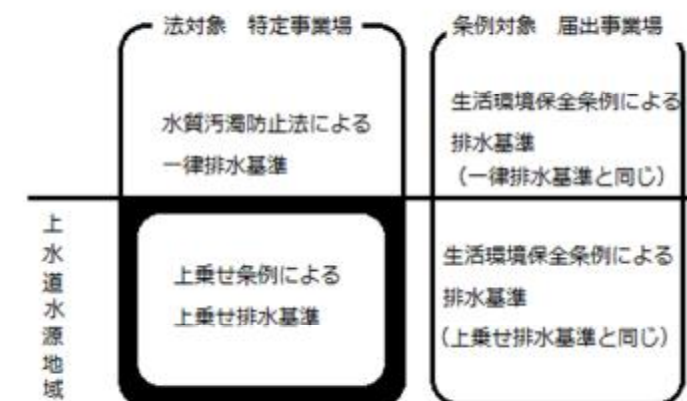 法対象　特定事業場
水質汚濁防止法による
一律排水基準
条例対象　届出事業場
生活環境保全条例による
排水基準
（一律排水基準と同じ）
上水道水源地域
上乗せ条例による
上乗せ排水基準
生活環境保全条例による
排水基準
（上乗せ排水基準と同じ）